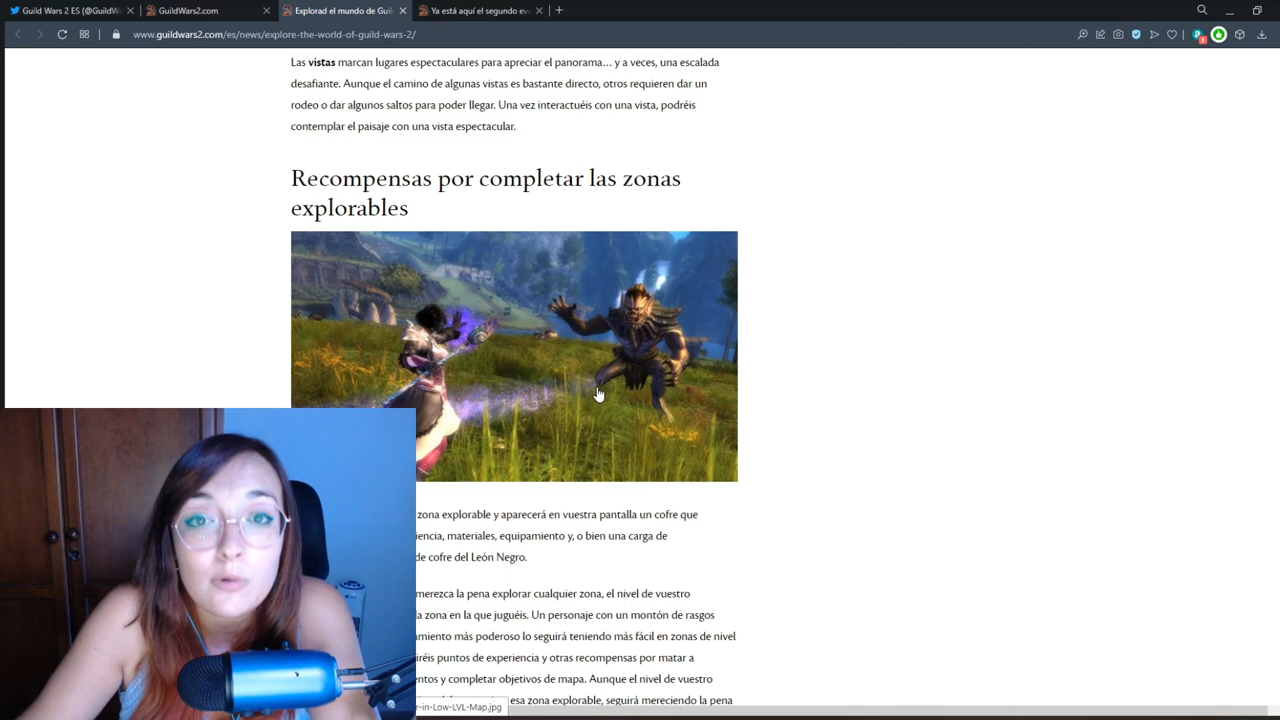 Guild Wars 2 ES (@GuildW
GuildWars2.com
Explorad el mundo de Gui
Ya está aquí el segundo ev
www.guildwars2.com/es/news/explore-the-world-of-guild-wars-2/
Las vistas marcan lugares espectaculares para apreciar el panorama… y a veces, una escalada
desafiante. Aunque el camino de algunas vistas es bastante directo, otros requieren dar un
rodeo o dar algunos saltos para poder llegar. Una vez interactuéis con una vista, podréis
contemplar el paisaje con una vista espectacular.
Recompensas por completar las zonas
explorables
zona explorable y aparecerá en vuestra pantalla un cofre que
iencia, materiales, equipamiento y, o bien una carga de
de cofre del León Negro.
merezca la pena explorar cualquier zona, el nivel de vuestro
la zona en la que juguéis. Un personaje con un montón de rasgos
amiento más poderoso lo seguirá teniendo más fácil en zonas de nivel
iréis puntos de experiencia y otras recompensas por matar a
entos y completar objetivos de mapa. Aunque el nivel de vuestro
esa zona explorable, seguirá mereciendo la pena
r-in-Low-LVL-Map.jpg